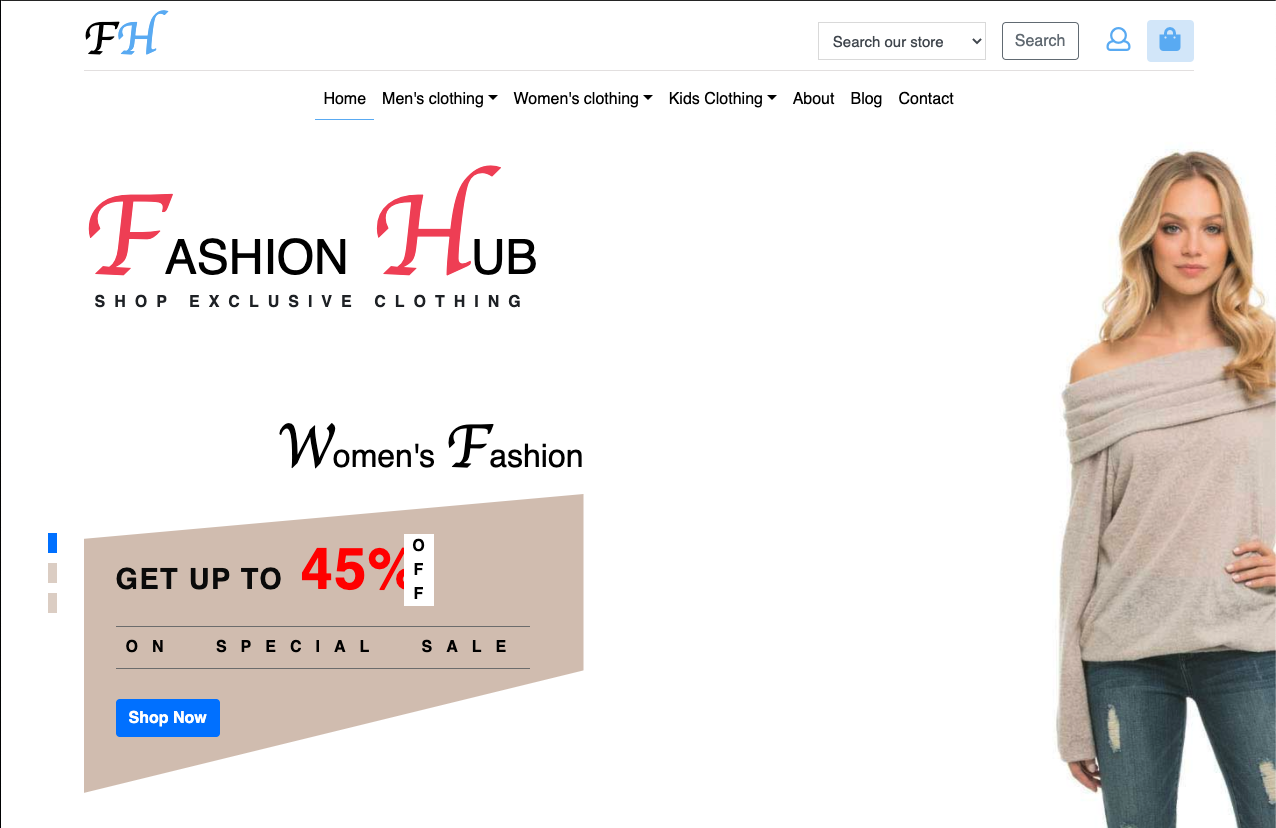 FH
Search our store
Search
Home Men's clothing Women's clothing Kids Clothing About Blog Contact
FASHION HUB
SHOP EXCLUSIVE CLOTHING
Women's Fashion
GET UP TO 45% OFF
ON SPECIAL SALE
Shop Now